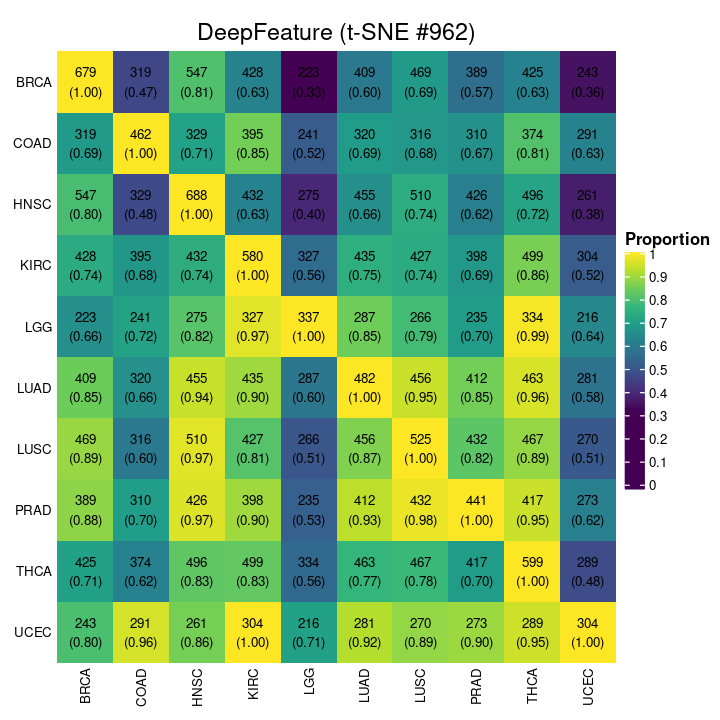 DeepFeature (t-SNE #962)
BRCA 679 319 547 428 223 409 469 389 425 243
(1.00) (0.47) (0.81) (0.63) (0.33) (0.60) (0.69) (0.57) (0.63) (0.36)
COAD 319 462 329 395 241 320 316 310 374 291
(0.69) (1.00) (0.71) (0.85) (0.52) (0.69) (0.68) (0.67) (0.81) (0.63)
HNSC 547 329 688 432 275 455 510 426 496 261
(0.80) (0.48) (1.00) (0.63) (0.40) (0.66) (0.74) (0.62) (0.72) (0.38)
KIRC 428 395 432 580 327 435 427 398 499 304
(0.74) (0.68) (0.74) (1.00) (0.56) (0.75) (0.74) (0.69) (0.86) (0.52)
LGG 223 241 275 327 337 287 266 235 334 216
(0.66) (0.72) (0.82) (0.97) (1.00) (0.85) (0.79) (0.70) (0.99) (0.64)
LUAD 409 320 455 435 287 482 456 412 463 281
(0.85) (0.66) (0.94) (0.90) (0.60) (1.00) (0.95) (0.85) (0.96) (0.58)
LUSC 469 316 510 427 266 456 525 432 467 270
(0.89) (0.60) (0.97) (0.81) (0.51) (0.87) (1.00) (0.82) (0.89) (0.51)
PRAD 389 310 426 398 235 412 432 441 417 273
(0.88) (0.70) (0.97) (0.90) (0.53) (0.93) (0.98) (1.00) (0.95) (0.62)
THCA 425 374 496 499 334 463 467 417 599 289
(0.71) (0.62) (0.83) (0.83) (0.56) (0.77) (0.78) (0.70) (1.00) (0.48)
UCEC 243 291 261 304 216 281 270 273 289 304
(0.80) (0.96) (0.86) (1.00) (0.71) (0.92) (0.89) (0.90) (0.95) (1.00)
BRCA COAD HNSC KIRC LGG LUAD LUSC PRAD THCA UCEC
Proportion
1
0.9
0.8
0.7
0.6
0.5
0.4
0.3
0.2
0.1
0